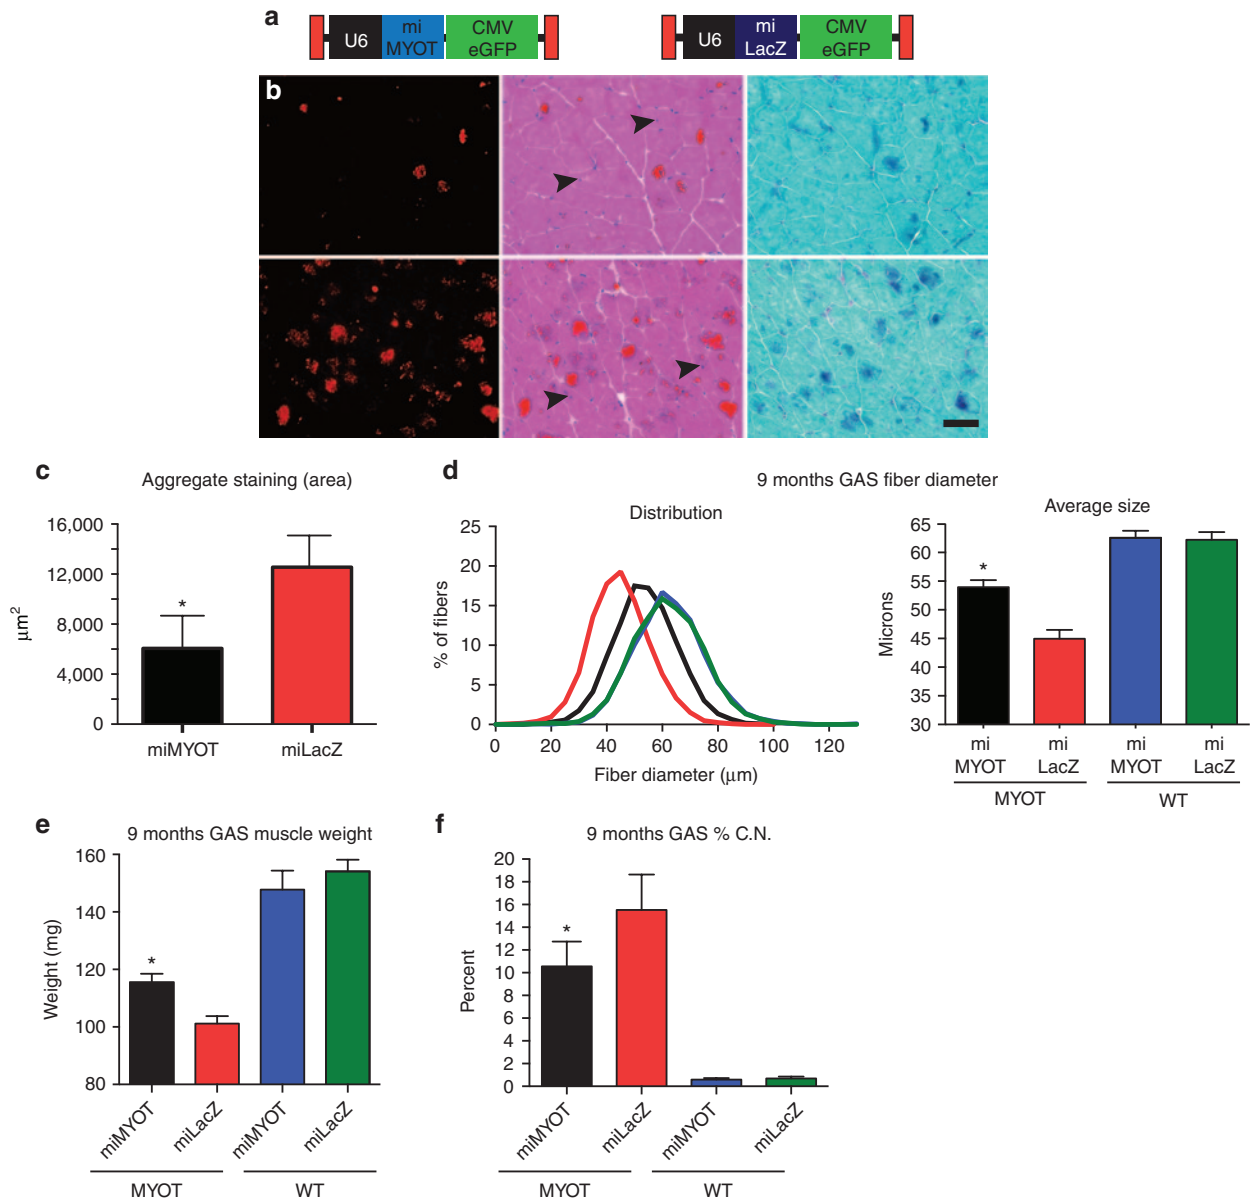 a
U6
mi
MYOT
CMV
eGFP
U6
mi
LacZ
CMV
eGFP
b
c
Aggregate staining (area)
µm2
16,000
12,000
8,000
4,000
0
*
miMYOT
miLacZ
d
9 months GAS fiber diameter
Distribution
% of fibers
25
20
15
10
5
0
0 20 40 60 80 100 120
Fiber diameter (µm)
Average size
Microns
65
60
55
50
45
40
35
30
*
mi
MYOT
mi
LacZ
mi
MYOT
mi
LacZ
MYOT
WT
e
9 months GAS muscle weight
Weight (mg)
160
140
120
100
80
*
miMYOT
miLacZ
miMYOT
miLacZ
MYOT
WT
f
9 months GAS % C.N.
Percent
20
18
16
14
12
10
8
6
4
2
0
*
miMYOT
miLacZ
miMYOT
miLacZ
MYOT
WT